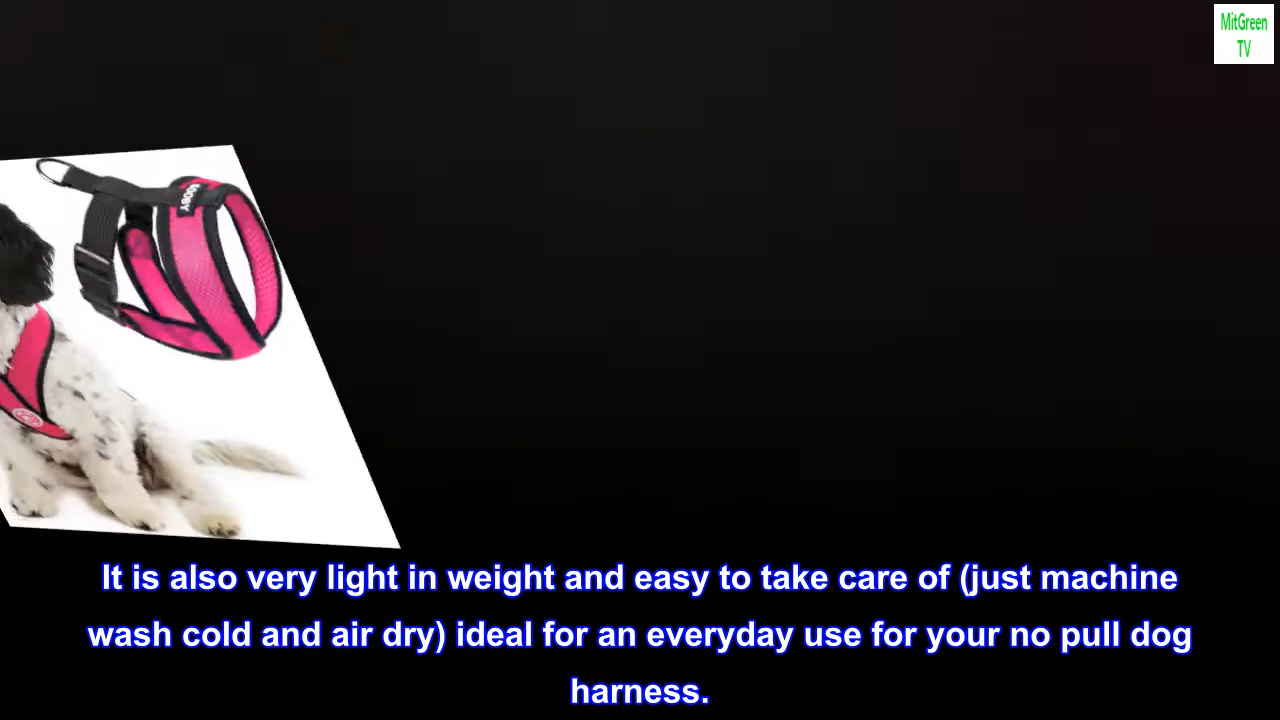 MitGreen
TV
GOOBY
It is also very light in weight and easy to take care of (just machine
wash cold and air dry) ideal for an everyday use for your no pull dog
harness.